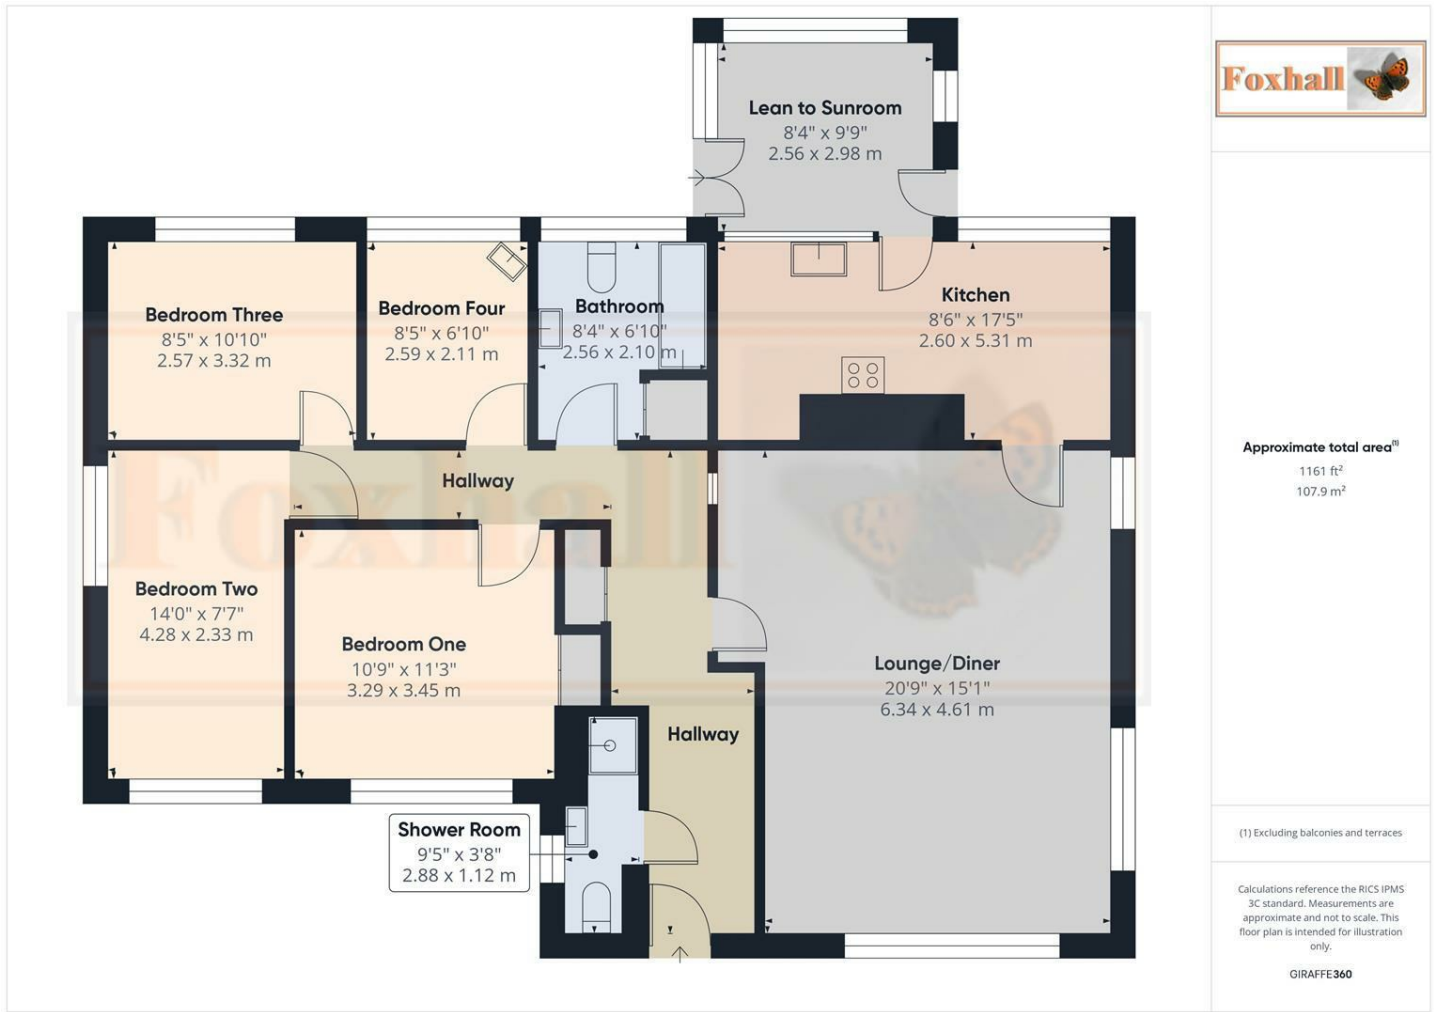 Foxhall
Lean to Sunroom
8'4" x 9'9"
2.56 x 2.98 m
Bedroom Three
8'5" x 10'10"
2.57 x 3.32 m
Bedroom Four
8'5" x 6'10"
2.59 x 2.11 m
Bathroom
8'4" x 6'10"
2.56 x 2.10 m
Kitchen
8'6" x 17'5"
2.60 x 5.31 m
Hallway
Foxhall
Bedroom Two
14'0" x 7'7"
4.28 x 2.33 m
Bedroom One
10'9" x 11'3"
3.29 x 3.45 m
Lounge/Diner
20'9" x 15'1"
6.34 x 4.61 m
Hallway
Shower Room
9'5" x 3'8"
2.88 x 1.12 m
Approximate total area⁽¹⁾
1161 ft²
107.9 m²
(1) Excluding balconies and terraces
Calculations reference the RICS IPMS
3C standard. Measurements are
approximate and not to scale. This
floor plan is intended for illustration
only.
GIRAFFE360